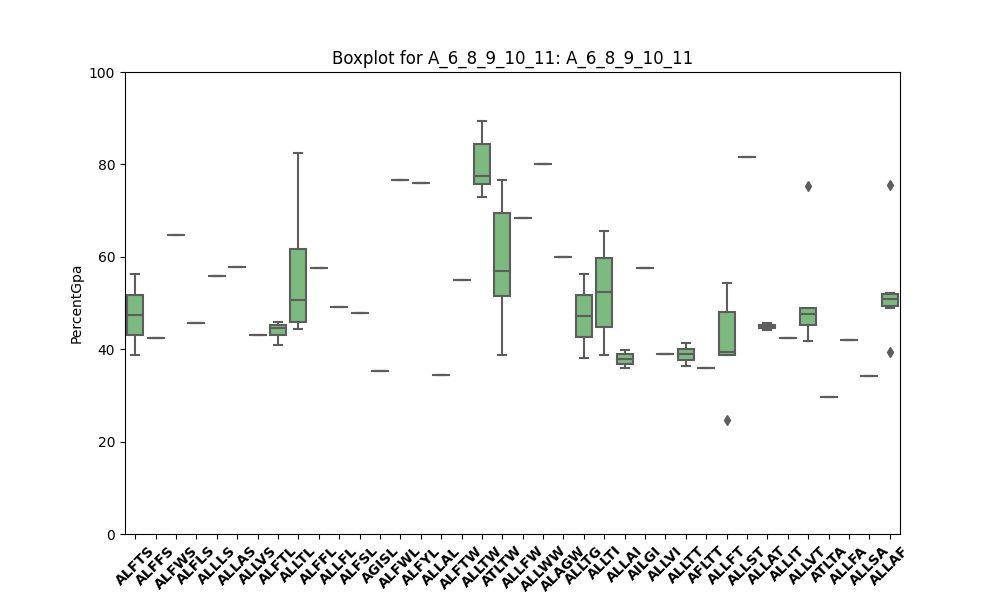 Boxplot for A_6_8_9_10_11: A_6_8_9_10_11
PercentGpa
100
80
60
40
20
0
ALFTS
ALFFS
ALFWS
ALFLS
ALLLS
ALLAS
ALLVS
ALFTL
ALLTL
ALFFL
ALLFL
ALFSL
AGISL
ALFWL
ALFYL
ALLAL
ALFTW
ALLTW
ATLTW
ALLFW
ALLWW
ALAGW
ALLTG
ALLTI
ALLAI
AILGI
ALLVI
ALLTT
AFLTT
ALLFT
ALLST
ALLAT
ALLIT
ALLVT
ATLTA
ALLFA
ALLSA
ALLAF